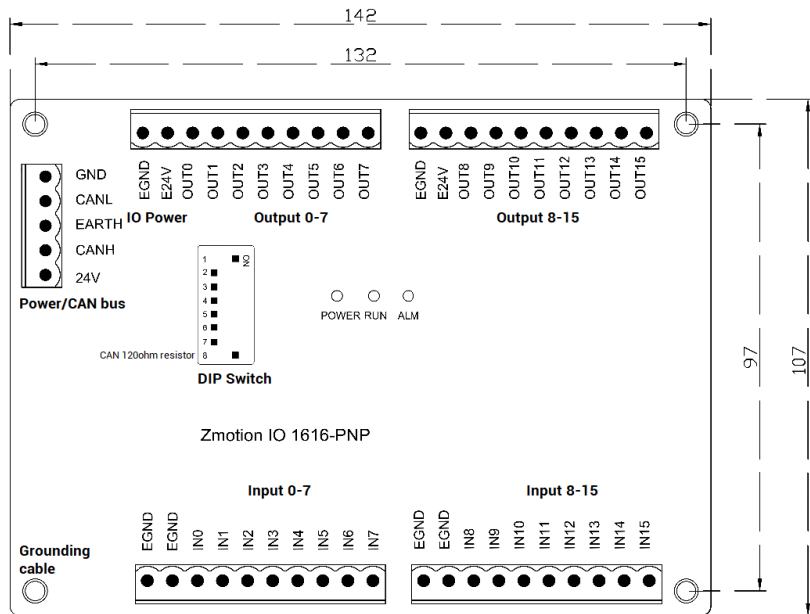 142
132
GND
CANL
EARTH
CANH
24V
Power/CAN bus
EGND
E24V
OUT0
OUT1
OUT2
OUT3
OUT4
OUT5
OUT6
OUT7
IO Power
Output 0-7
EGND
E24V
OUT8
OUT9
OUT10
OUT11
OUT12
OUT13
OUT14
OUT15
Output 8-15
1
ON
2
3
4
5
6
7
CAN 120ohm resistor 8
DIP Switch
POWER RUN ALM
97
107
Zmotion IO 1616-PNP
Input 0-7
Input 8-15
EGND
EGND
IN0
IN1
IN2
IN3
IN4
IN5
IN6
IN7
EGND
EGND
IN8
IN9
IN10
IN11
IN12
IN13
IN14
IN15
Grounding
cable